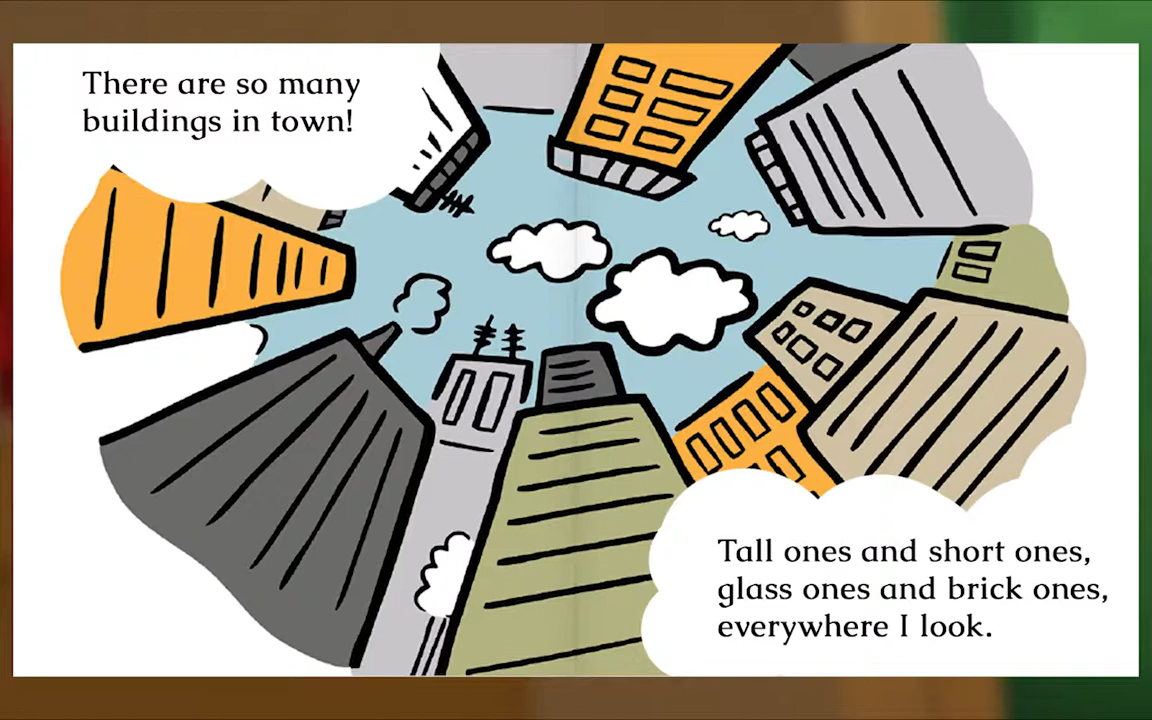 There are so many
buildings in town!
Tall ones and short ones,
glass ones and brick ones,
everywhere I look.